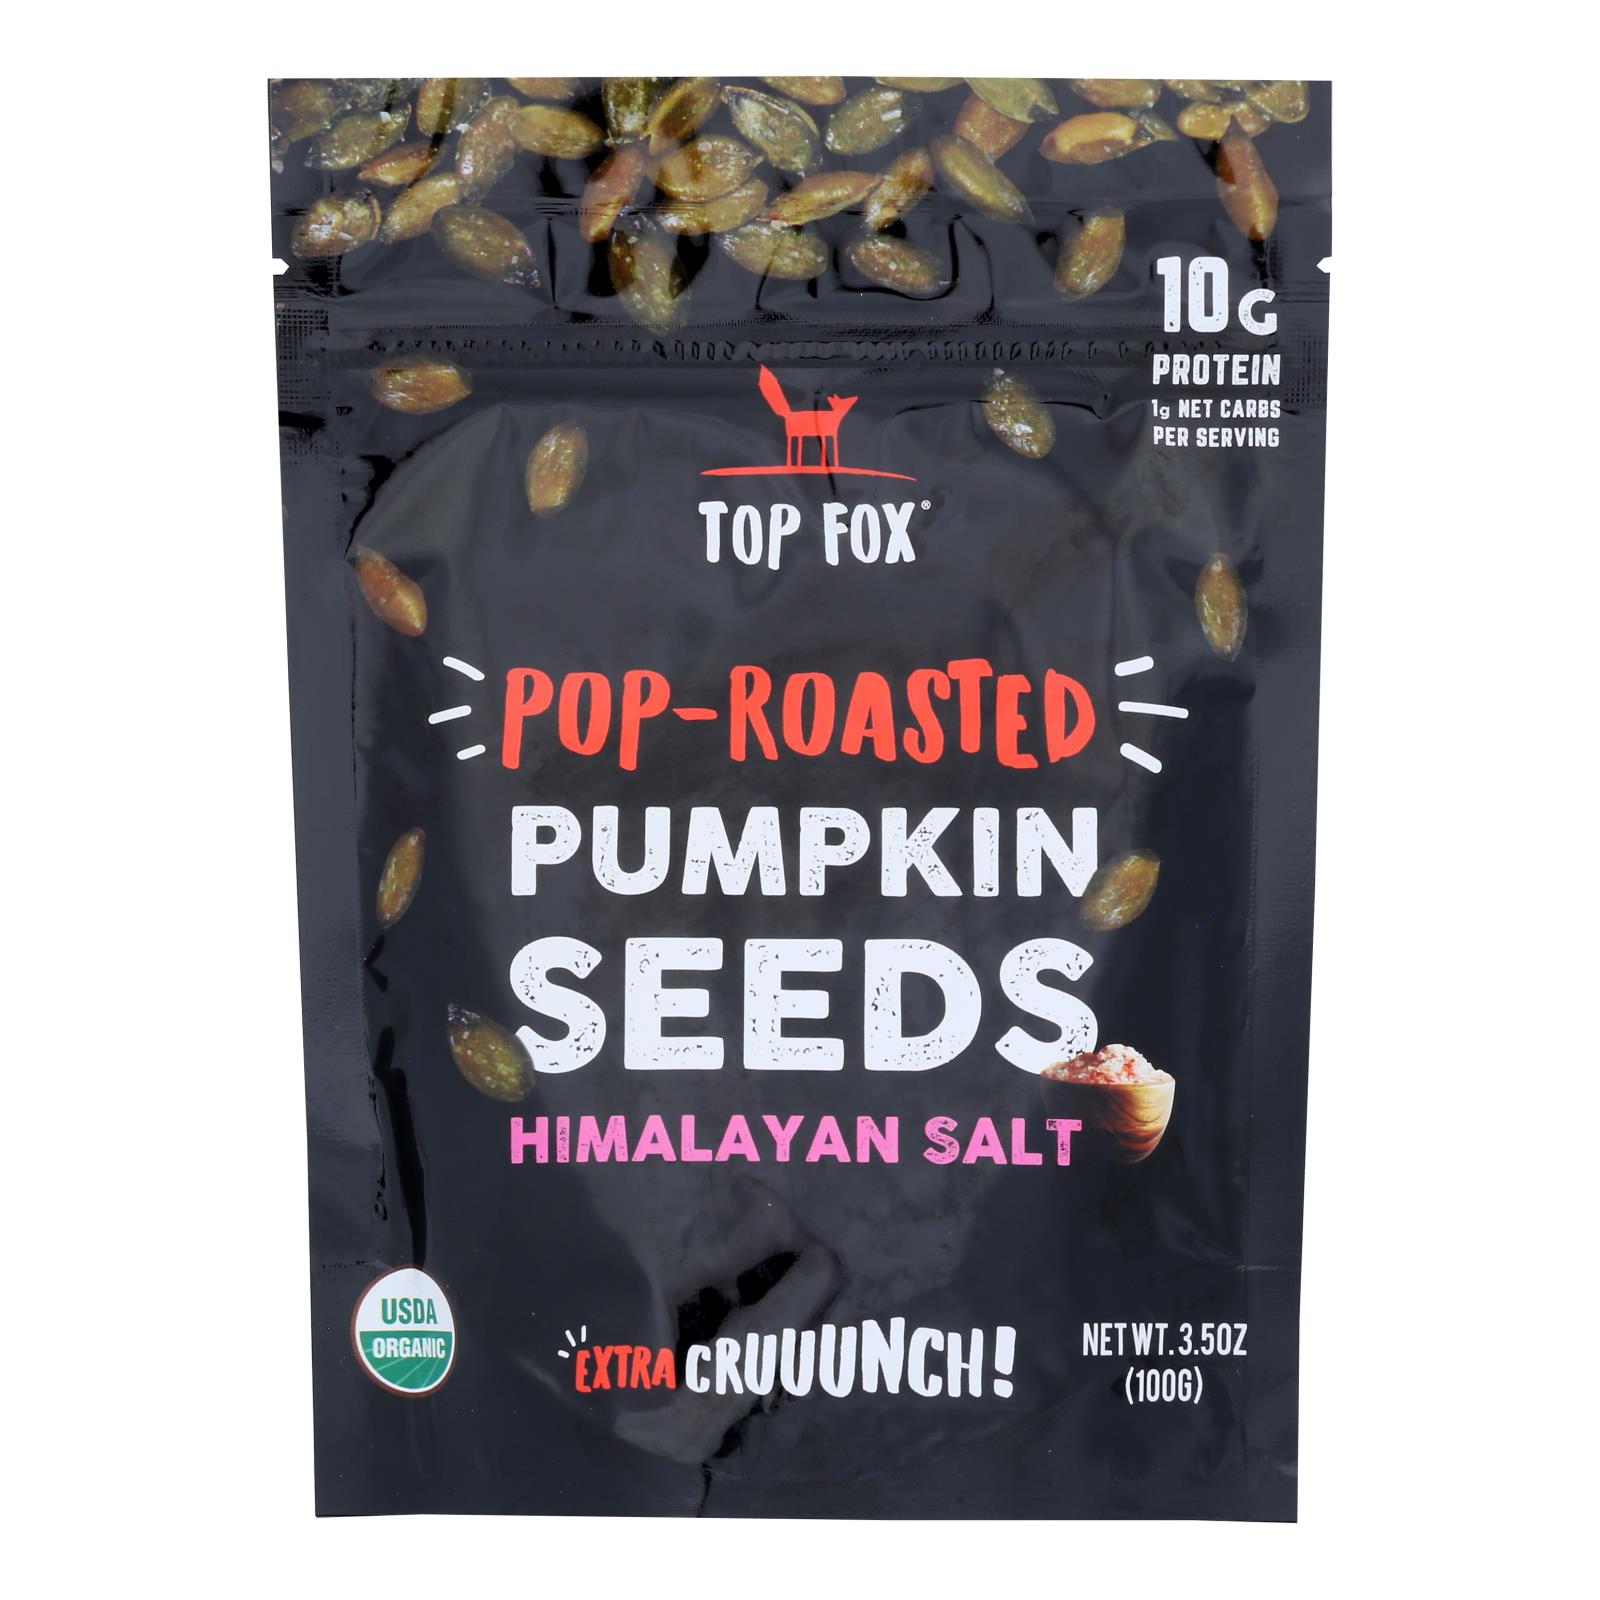 10G
PROTEIN
1g NET CARBS
PER SERVING
TOP FOX®
POP-ROASTED
PUMPKIN
SEEDS
HIMALAYAN SALT
USDA
ORGANIC
EXTRA CRUUUNCH!
NET WT. 3.5OZ
(100G)